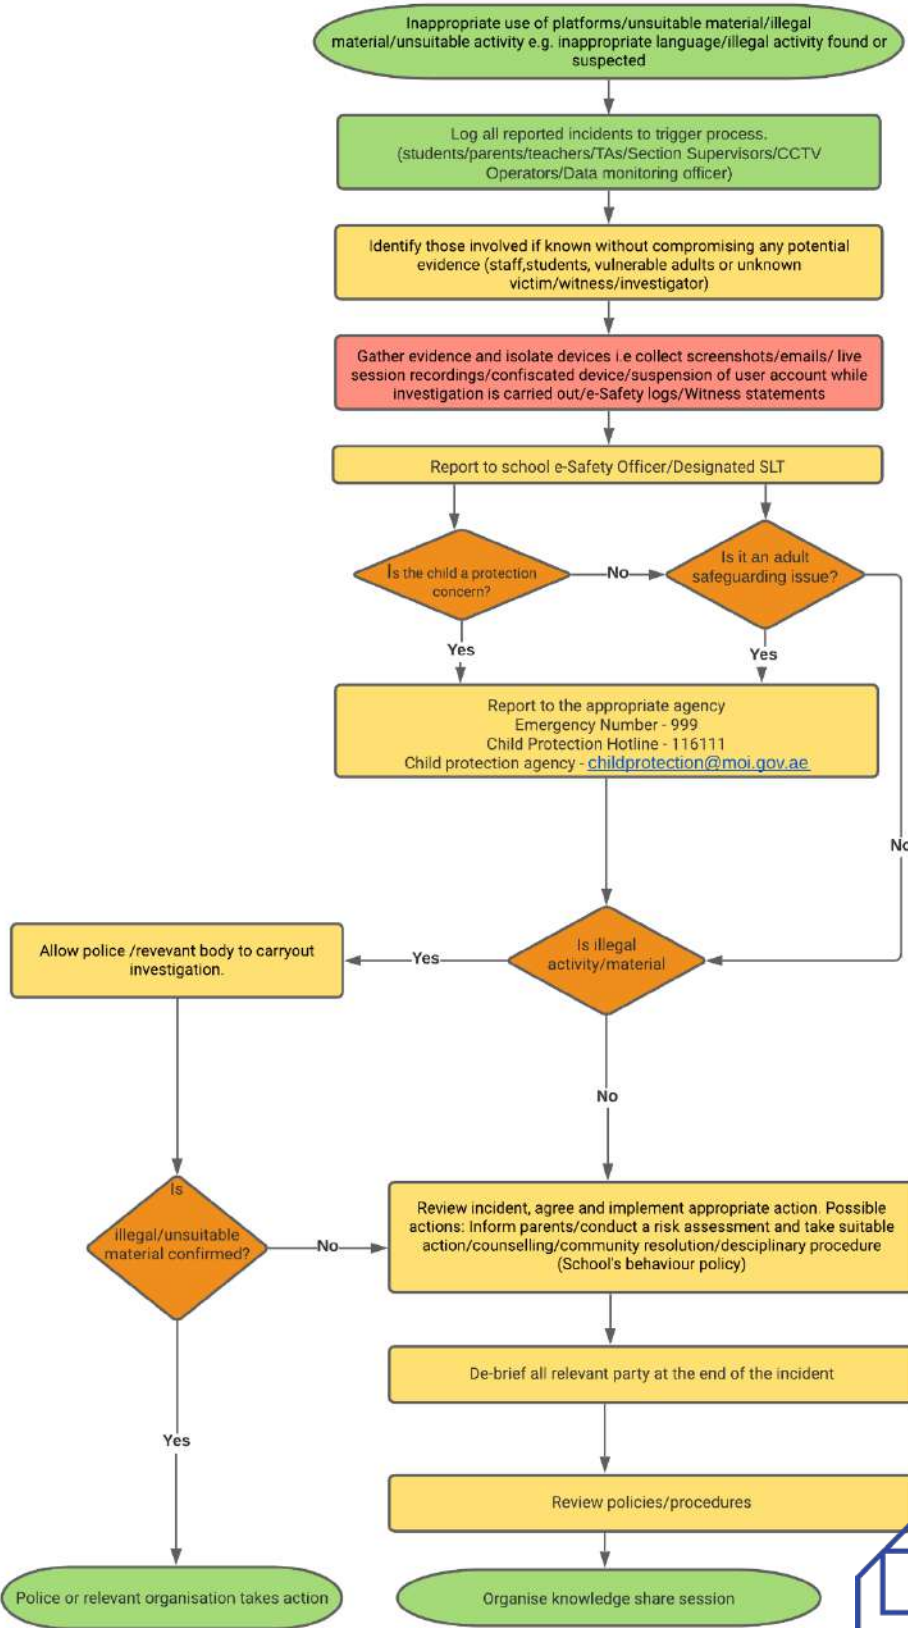 Inappropriate use of platforms/unsuitable material/illegal
material/unsuitable activity e.g. inappropriate language/illegal activity found or
suspected
Log all reported incidents to trigger process.
(students/parents/teachers/TAs/Section Supervisors/CCTV
Operators/Data monitoring officer)
Identify those involved if known without compromising any potential
evidence (staff,students, vulnerable adults or unknown
victim/witness/investigator)
Gather evidence and isolate devices i.e collect screenshots/emails/ live
session recordings/confiscated device/suspension of user account while
investigation is carried out/e-Safety logs/Witness statements
Report to school e-Safety Officer/Designated SLT
Is the child a protection
concern?
No
Is it an adult
safeguarding issue?
Yes
Yes
Report to the appropriate agency
Emergency Number - 999
Child Protection Hotline - 116111
Child protection agency - childprotection@moi.gov.ae
No
Is illegal
activity/material
Yes
Allow police /revevant body to carryout
investigation.
No
Is
illegal/unsuitable
material confirmed?
No
Review incident, agree and implement appropriate action. Possible
actions: Inform parents/conduct a risk assessment and take suitable
action/counselling/community resolution/desciplinary procedure
(School's behaviour policy)
De-brief all relevant party at the end of the incident
Yes
Review policies/procedures
Police or relevant organisation takes action
Organise knowledge share session